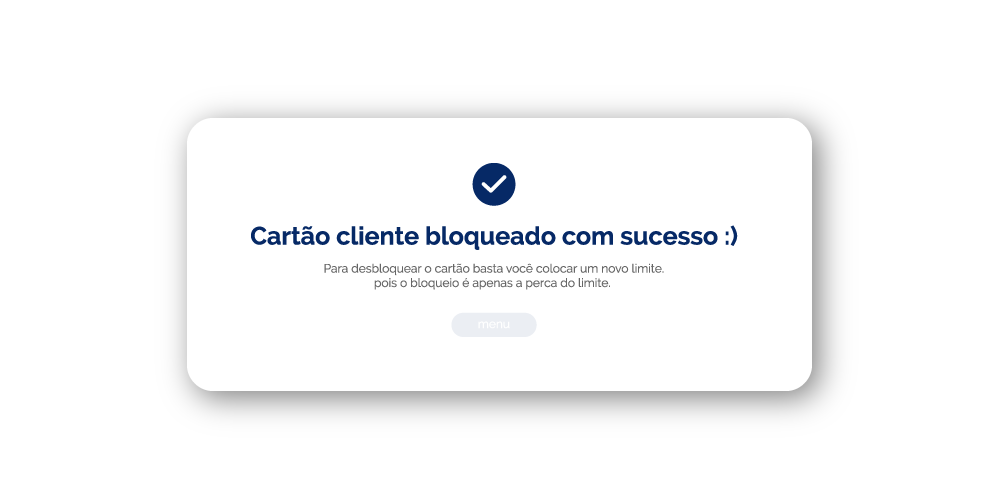 Cartão cliente bloqueado com sucesso :)
Para desbloquear o cartão basta você colocar um novo limite.
pois o bloqueio é apenas a perca do limite.
menu